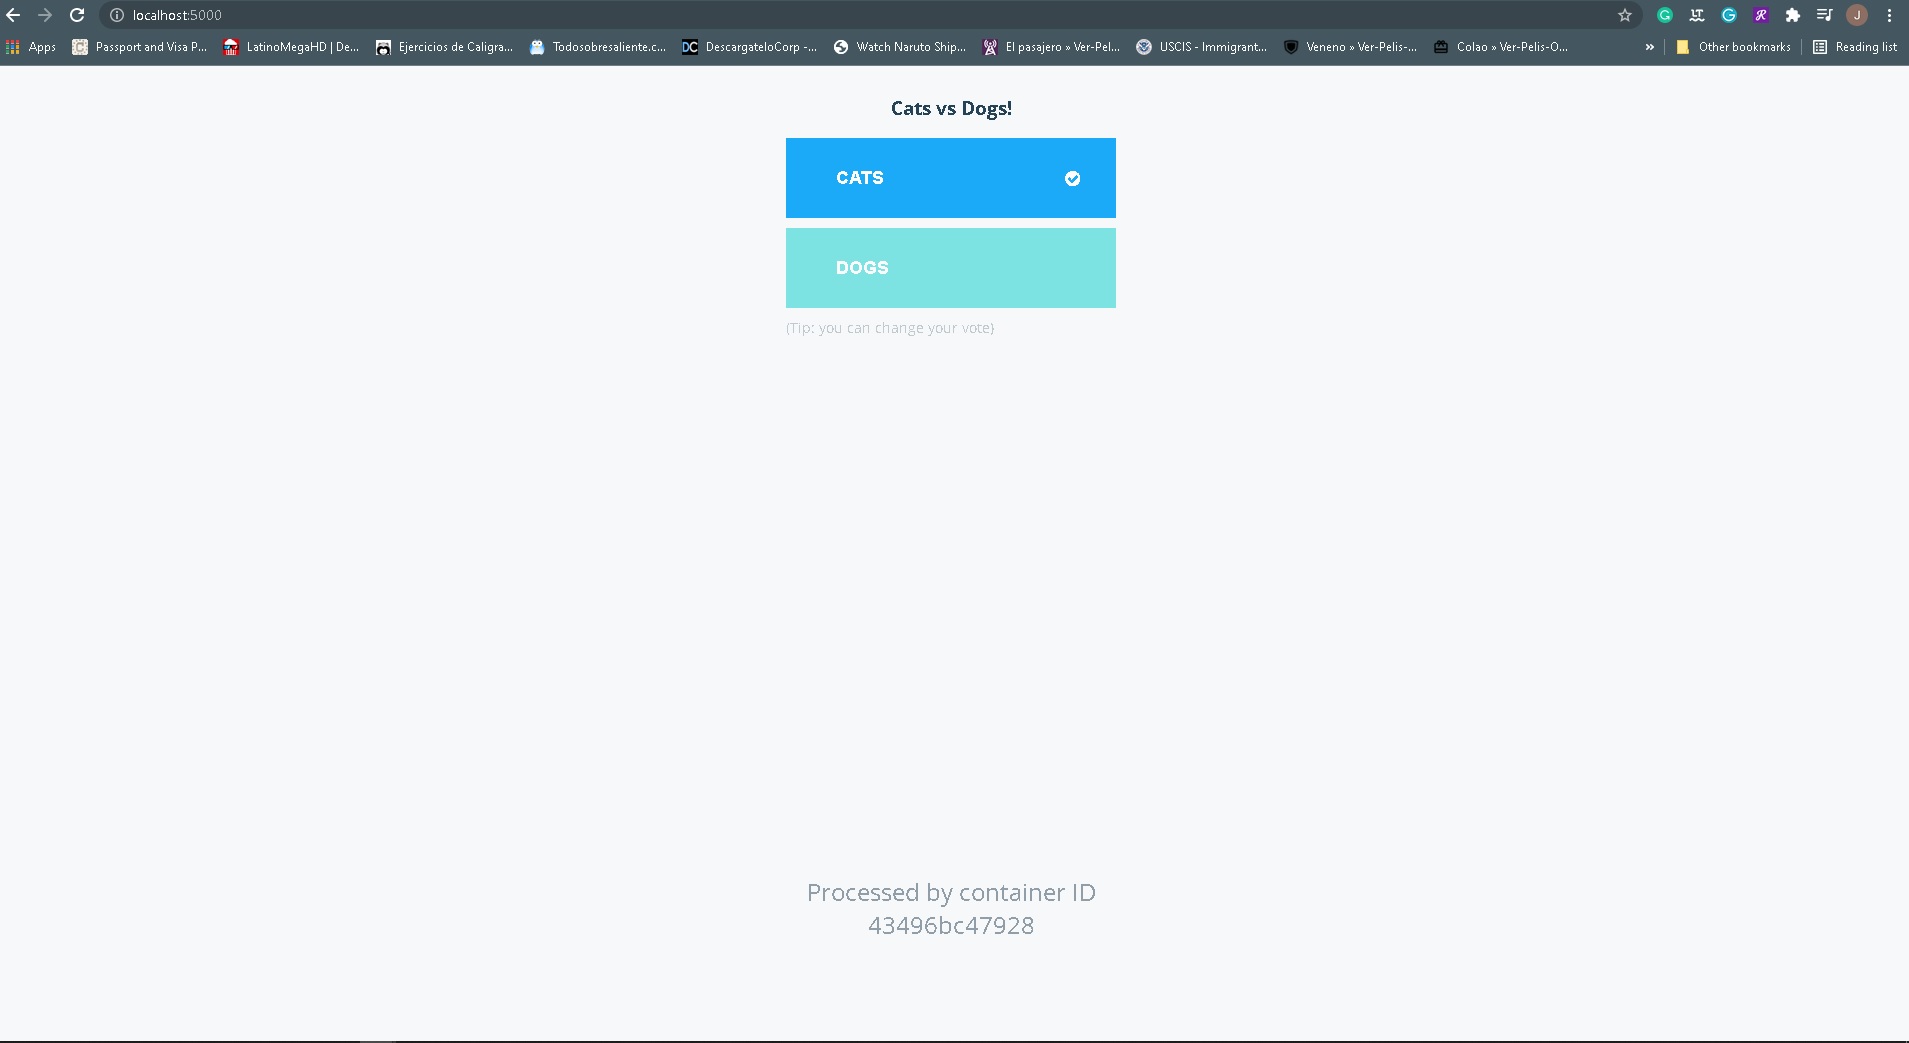 localhost:5000
Apps Passport and Visa P... LatinoMegaHD | De... Ejercicios de Caligra... Todosobresaliente.c... DescargateloCorp -... Watch Naruto Ship... El pasajero » Ver-Pel... USCIS - Immigrant... Veneno » Ver-Pelis-... Colao » Ver-Pelis-O... » Other bookmarks Reading list
Cats vs Dogs!
CATS
DOGS
(Tip: you can change your vote)
Processed by container ID
43496bc47928